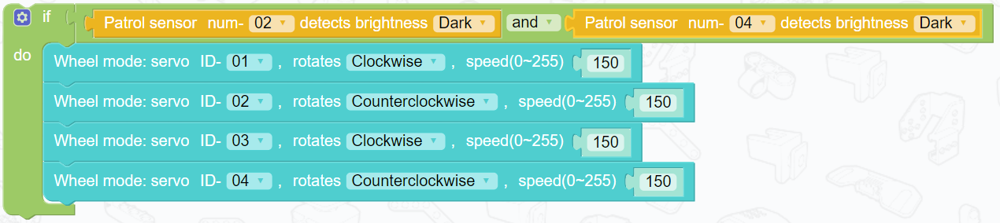 if Patrol sensor num- 02 detects brightness Dark and Patrol sensor num- 04 detects brightness Dark
do
Wheel mode: servo ID- 01 , rotates Clockwise , speed(0~255) 150
Wheel mode: servo ID- 02 , rotates Counterclockwise , speed(0~255) 150
Wheel mode: servo ID- 03 , rotates Clockwise , speed(0~255) 150
Wheel mode: servo ID- 04 , rotates Counterclockwise , speed(0~255) 150